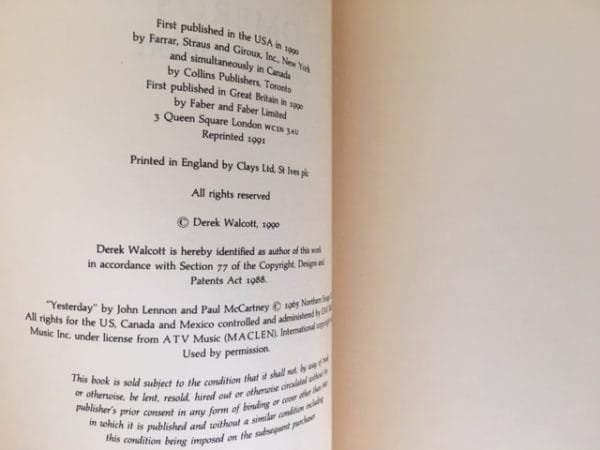 First published in the USA in 1990
by Farrar, Straus and Giroux, Inc, New York
and simultaneously in Canada
by Collins Publishers, Toronto
First published in Great Britain in 1990
by Faber and Faber Limited
3 Queen Square London WC1N 3AU
Reprinted 1991
Printed in England by Clays Ltd, St Ives plc
All rights reserved
© Derek Walcott, 1990
Derek Walcott is hereby identified as author of this work
in accordance with Section 77 of the Copyright, Designs and
Patents Act 1988.
"Yesterday" by John Lennon and Paul McCartney © 1965 Northern Songs
All rights for the US, Canada and Mexico controlled and administered by
Music Inc. under license from ATV Music (MACLEN). International copyright
Used by permission.
This book is sold subject to the condition that it shall not, by way of trade
or otherwise, be lent, resold, hired out or otherwise circulated without the
publisher's prior consent in any form of binding or cover other than that
in which it is published and without a similar condition including
this condition being imposed on the subsequent purchaser